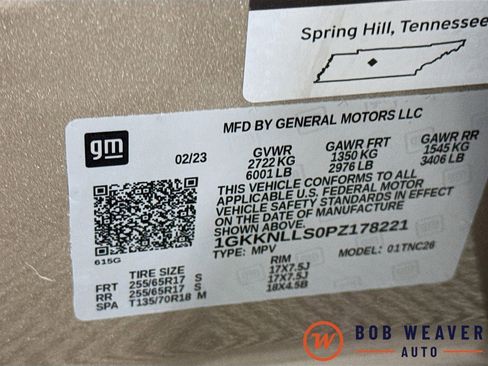 Spring Hill, Tennessee
MFD BY GENERAL MOTORS LLC
gm
02/23
GVWR GAWR FRT GAWR RR
2722 KG 1350 KG 1545 KG
6001 LB 2976 LB 3406 LB
THIS VEHICLE CONFORMS TO ALL
APPLICABLE U.S. FEDERAL MOTOR
VEHICLE SAFETY STANDARDS IN EFFECT
ON THE DATE OF MANUFACTURE
SHOWN ABOVE.
1GKKNLLS0PZ178221
TYPE: MPV MODEL: 01TNC26
615G
TIRE SIZE RIM
FRT 255/65R17 S 17X7.5J
RR 255/65R17 S 17X7.5J
SPA T135/70R18 M 18X4.5B
BOB WEAVER
AUTO